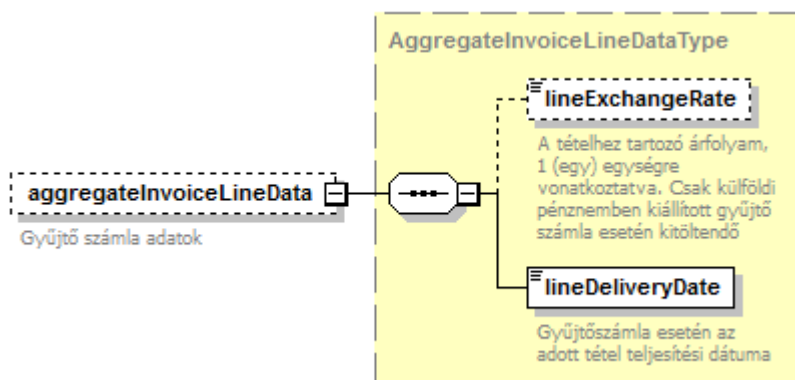 AggregateInvoiceLineDataType
lineExchangeRate
A tételhez tartozó árfolyam,
1 (egy) egységre
vonatkoztatva. Csak külföldi
pénznemben kiállított gyűjtő
számla esetén kitöltendő
aggregateInvoiceLineData
Gyűjtő számla adatok
lineDeliveryDate
Gyűjtőszámla esetén az
adott tétel teljesítési dátuma